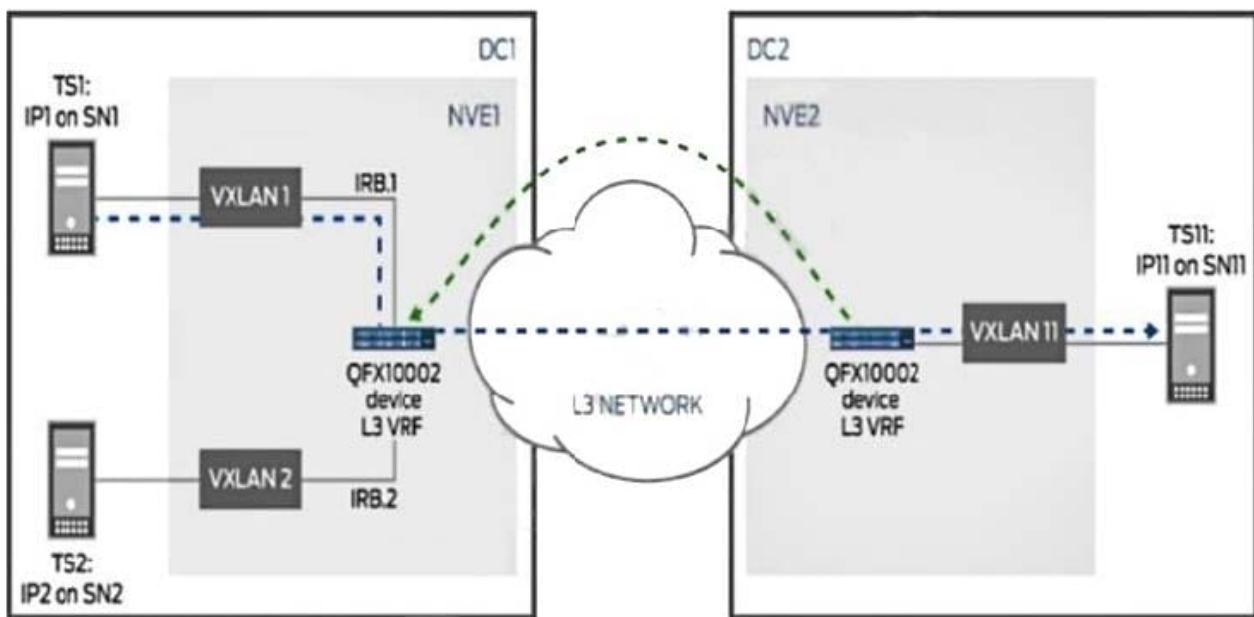 DC1
DC2
TS1:
IP1 on SN1
NVE1
NVE2
VXLAN 1
IRB.1
TS11:
IP11 on SN11
VXLAN 11
QFX10002
device
L3 VRF
L3 NETWORK
QFX10002
device
L3 VRF
VXLAN 2
IRB.2
TS2:
IP2 on SN2